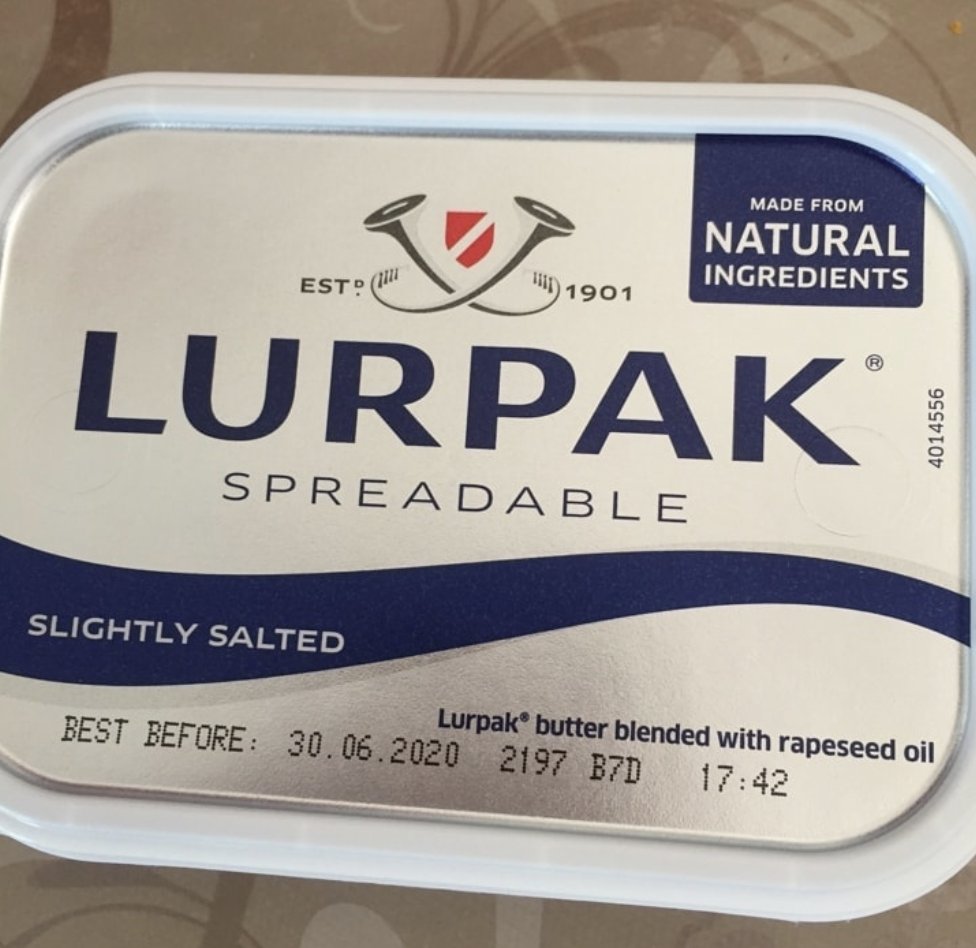 MADE FROM
NATURAL
INGREDIENTS
ESTᴰ. 1901
LURPAK®
4014556
SPREADABLE
SLIGHTLY SALTED
Lurpak® butter blended with rapeseed oil
BEST BEFORE: 30.06.2020 2197 B7D 17:42